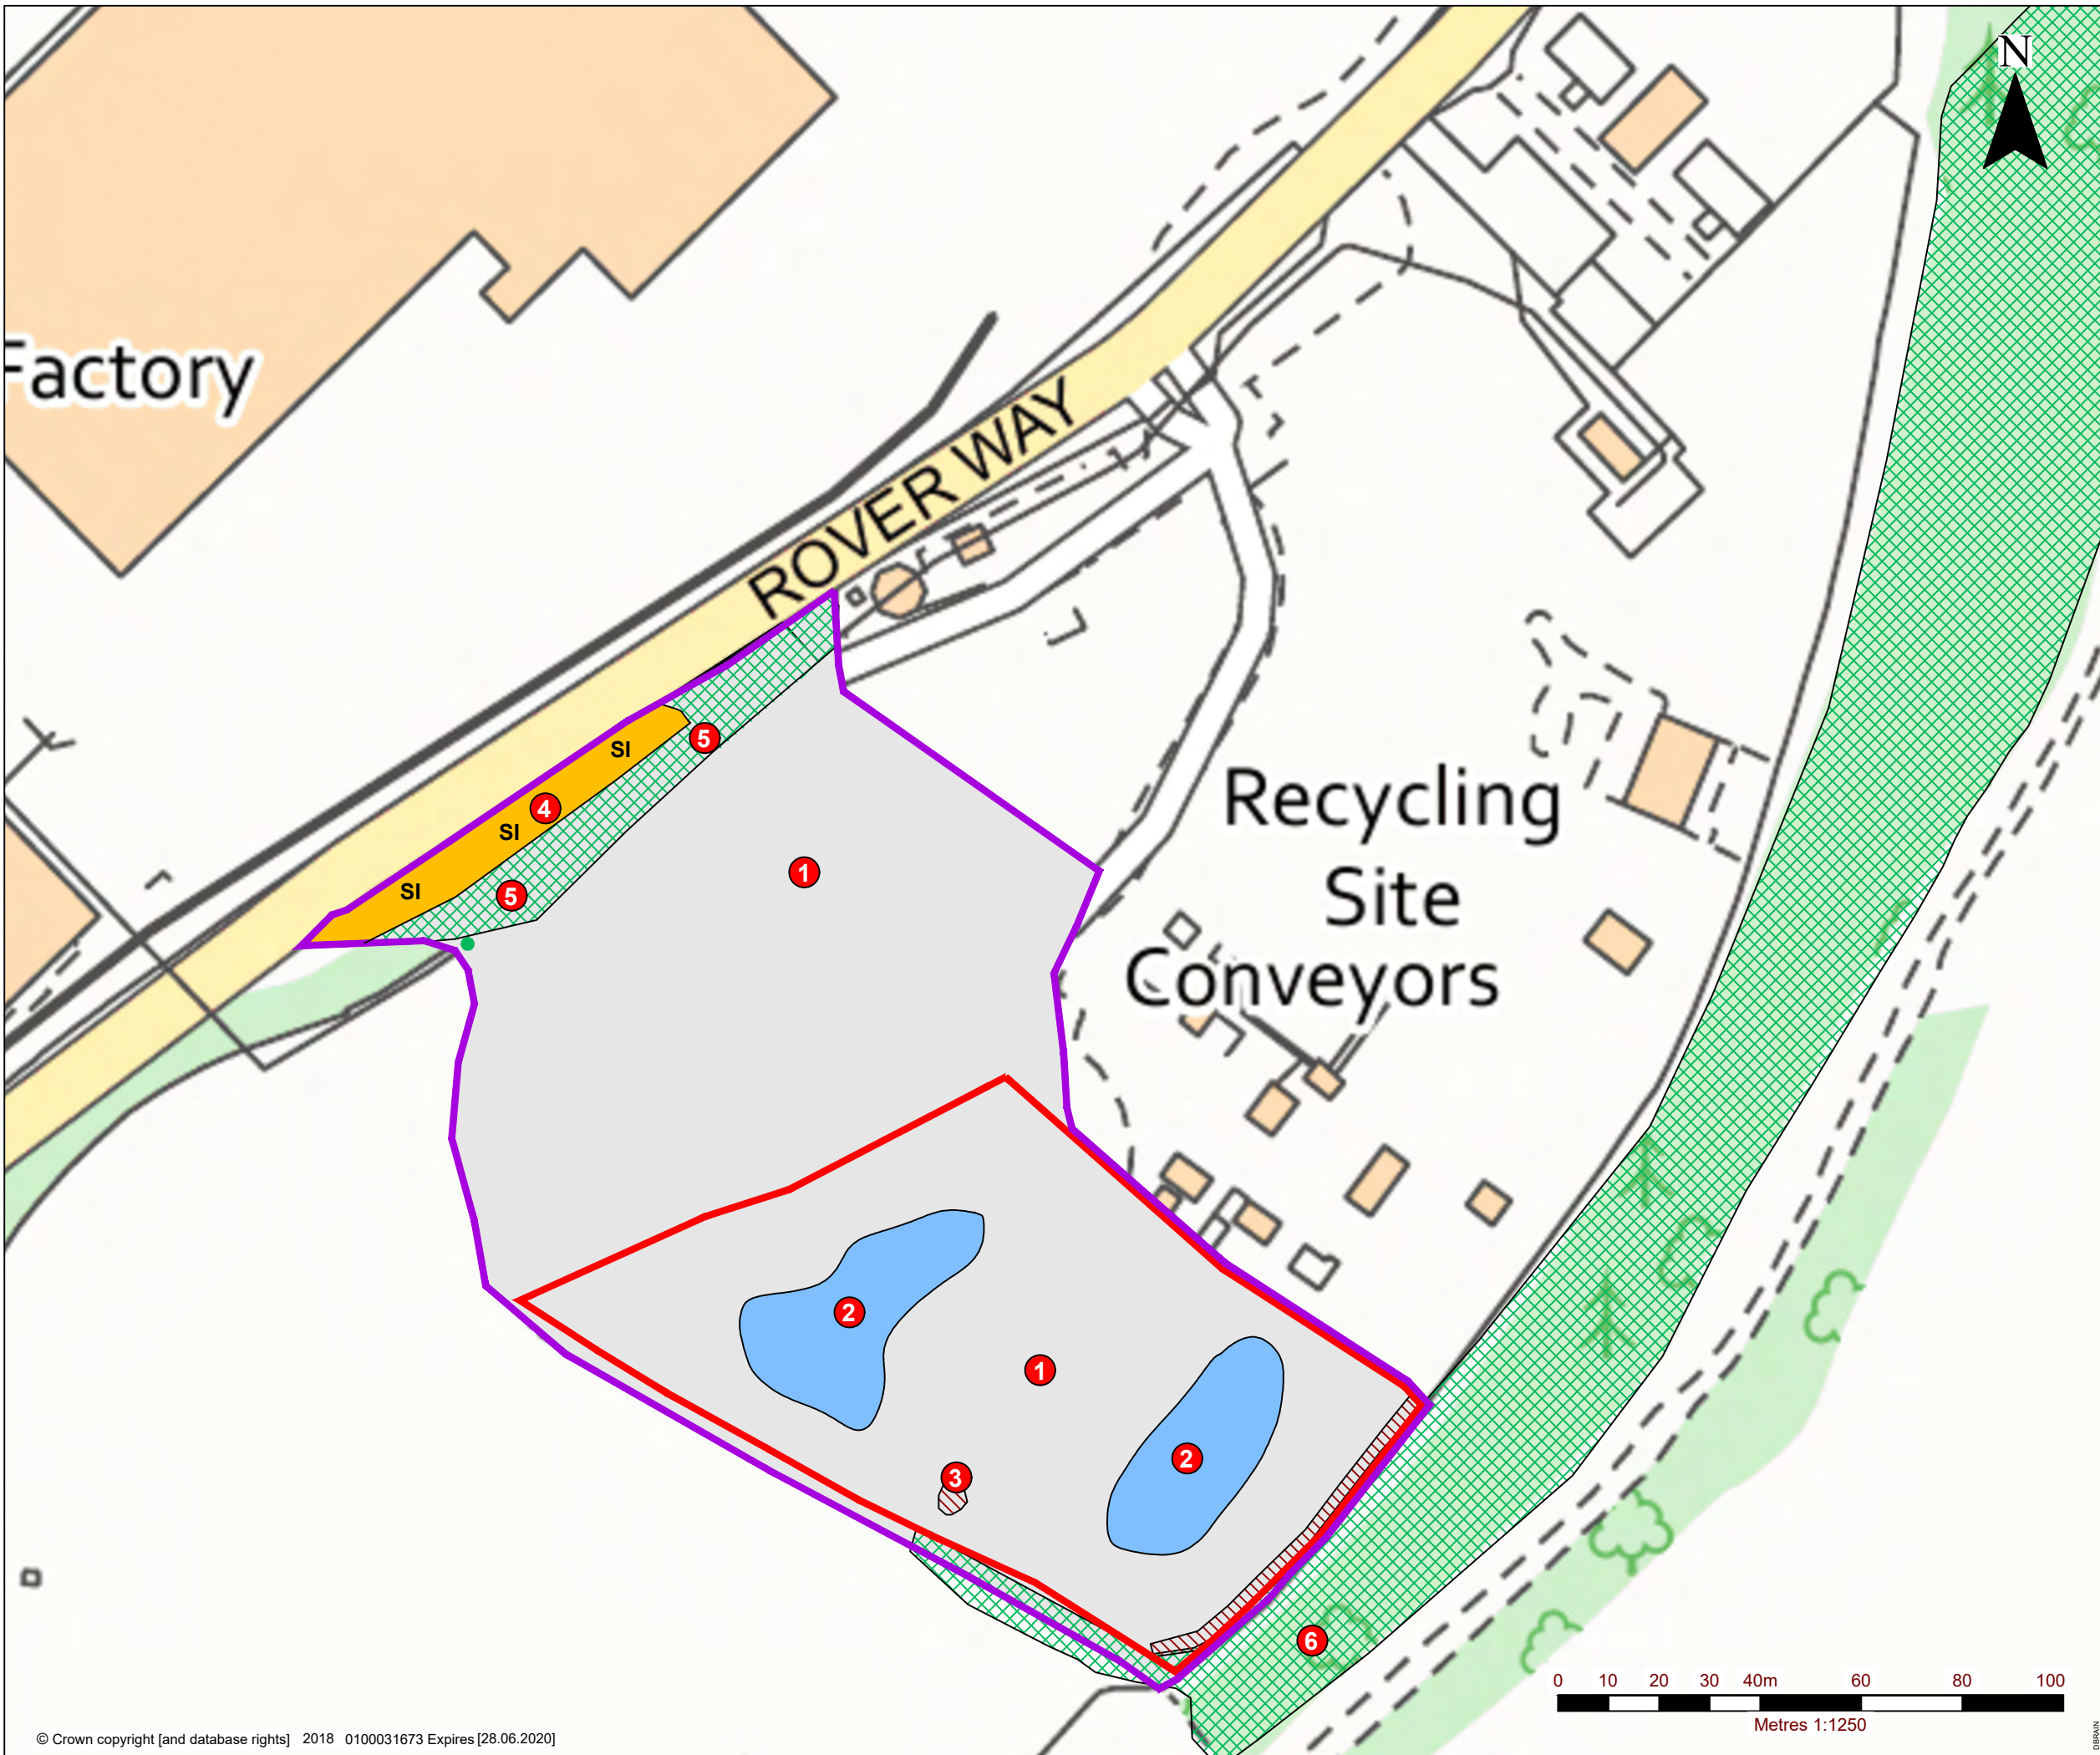 N
Factory
ROVER WAY
5
SI
4
SI
SI
5
1
Recycling
Site
Conveyors
2
1
2
3
6
0 10 20 30 40m 60 80 100
Metres 1:1250
© Crown copyright [and database rights] 2018 0100031673 Expires [28.06.2020]